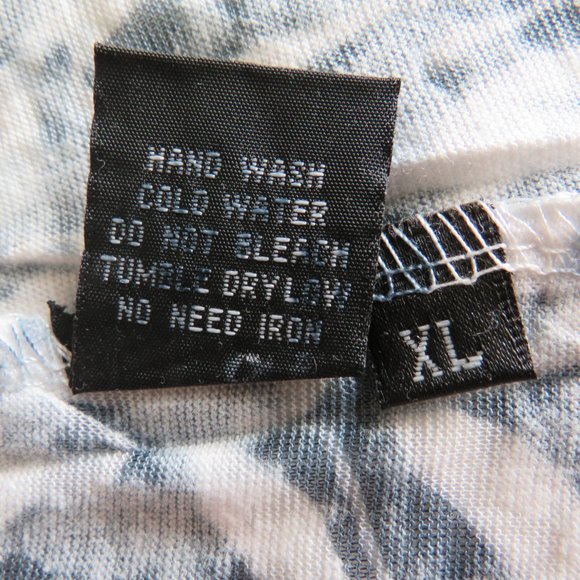 HAND WASH
COLD WATER
DO NOT BLEACH
TUMBLE DRY LOW
NO NEED IRON
XL